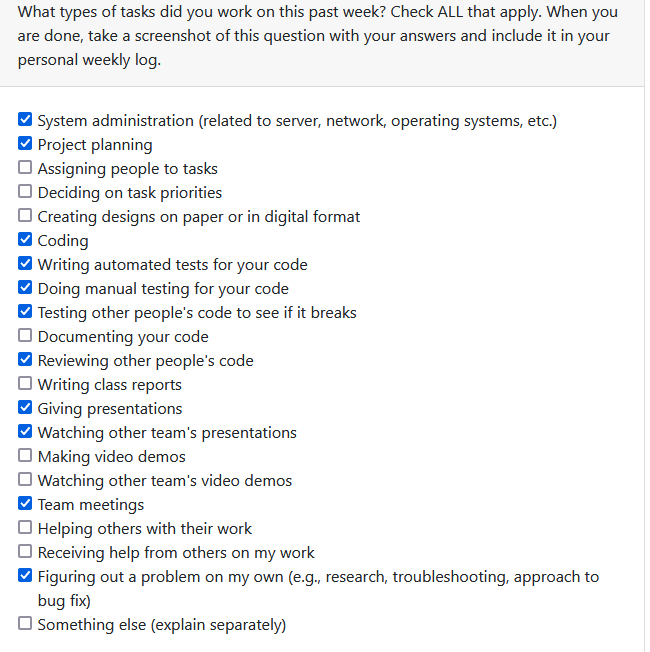 What types of tasks did you work on this past week? Check ALL that apply. When you
are done, take a screenshot of this question with your answers and include it in your
personal weekly log.
System administration (related to server, network, operating systems, etc.)
Project planning
Assigning people to tasks
Deciding on task priorities
Creating designs on paper or in digital format
Coding
Writing automated tests for your code
Doing manual testing for your code
Testing other people's code to see if it breaks
Documenting your code
Reviewing other people's code
Writing class reports
Giving presentations
Watching other team's presentations
Making video demos
Watching other team's video demos
Team meetings
Helping others with their work
Receiving help from others on my work
Figuring out a problem on my own (e.g., research, troubleshooting, approach to
bug fix)
Something else (explain separately)